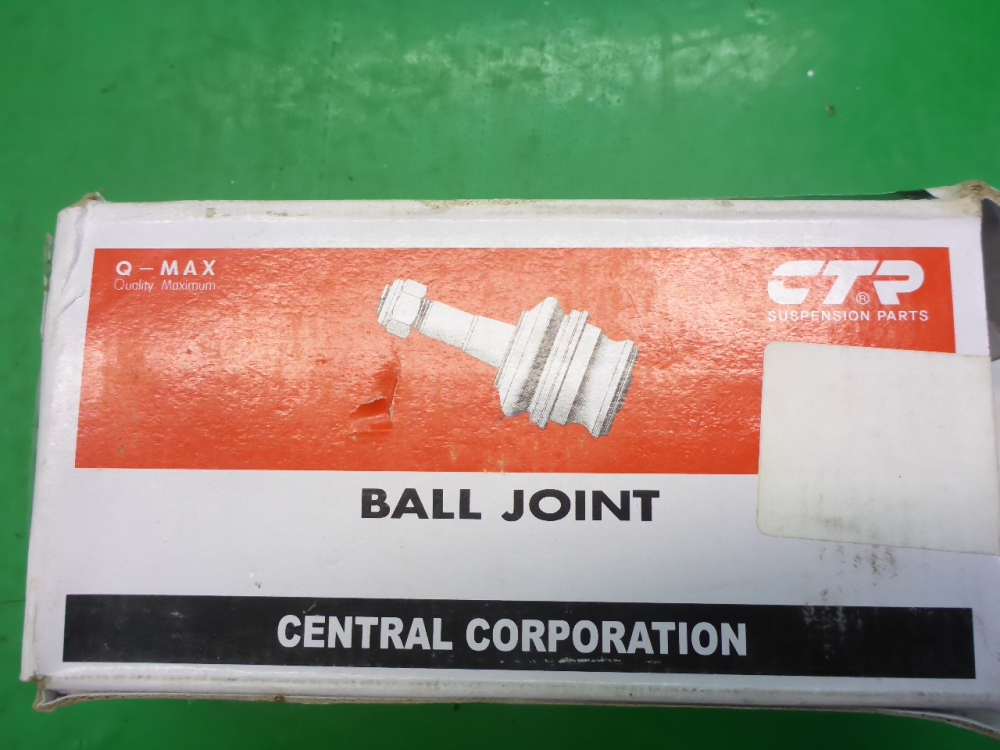 Q-MAX
Quality Maximum
CTR®
SUSPENSION PARTS
BALL JOINT
CENTRAL CORPORATION